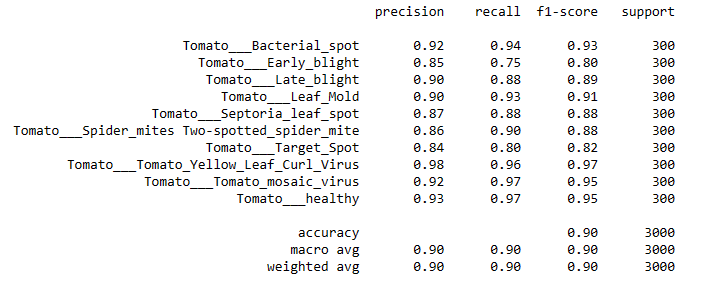 precision recall f1-score support
Tomato___Bacterial_spot 0.92 0.94 0.93 300
Tomato___Early_blight 0.85 0.75 0.80 300
Tomato___Late_blight 0.90 0.88 0.89 300
Tomato___Leaf_Mold 0.90 0.93 0.91 300
Tomato___Septoria_leaf_spot 0.87 0.88 0.88 300
Tomato___Spider_mites Two-spotted_spider_mite 0.86 0.90 0.88 300
Tomato___Target_Spot 0.84 0.80 0.82 300
Tomato___Tomato_Yellow_Leaf_Curl_Virus 0.98 0.96 0.97 300
Tomato___Tomato_mosaic_virus 0.92 0.97 0.95 300
Tomato___healthy 0.93 0.97 0.95 300
accuracy 0.90 3000
macro avg 0.90 0.90 0.90 3000
weighted avg 0.90 0.90 0.90 3000